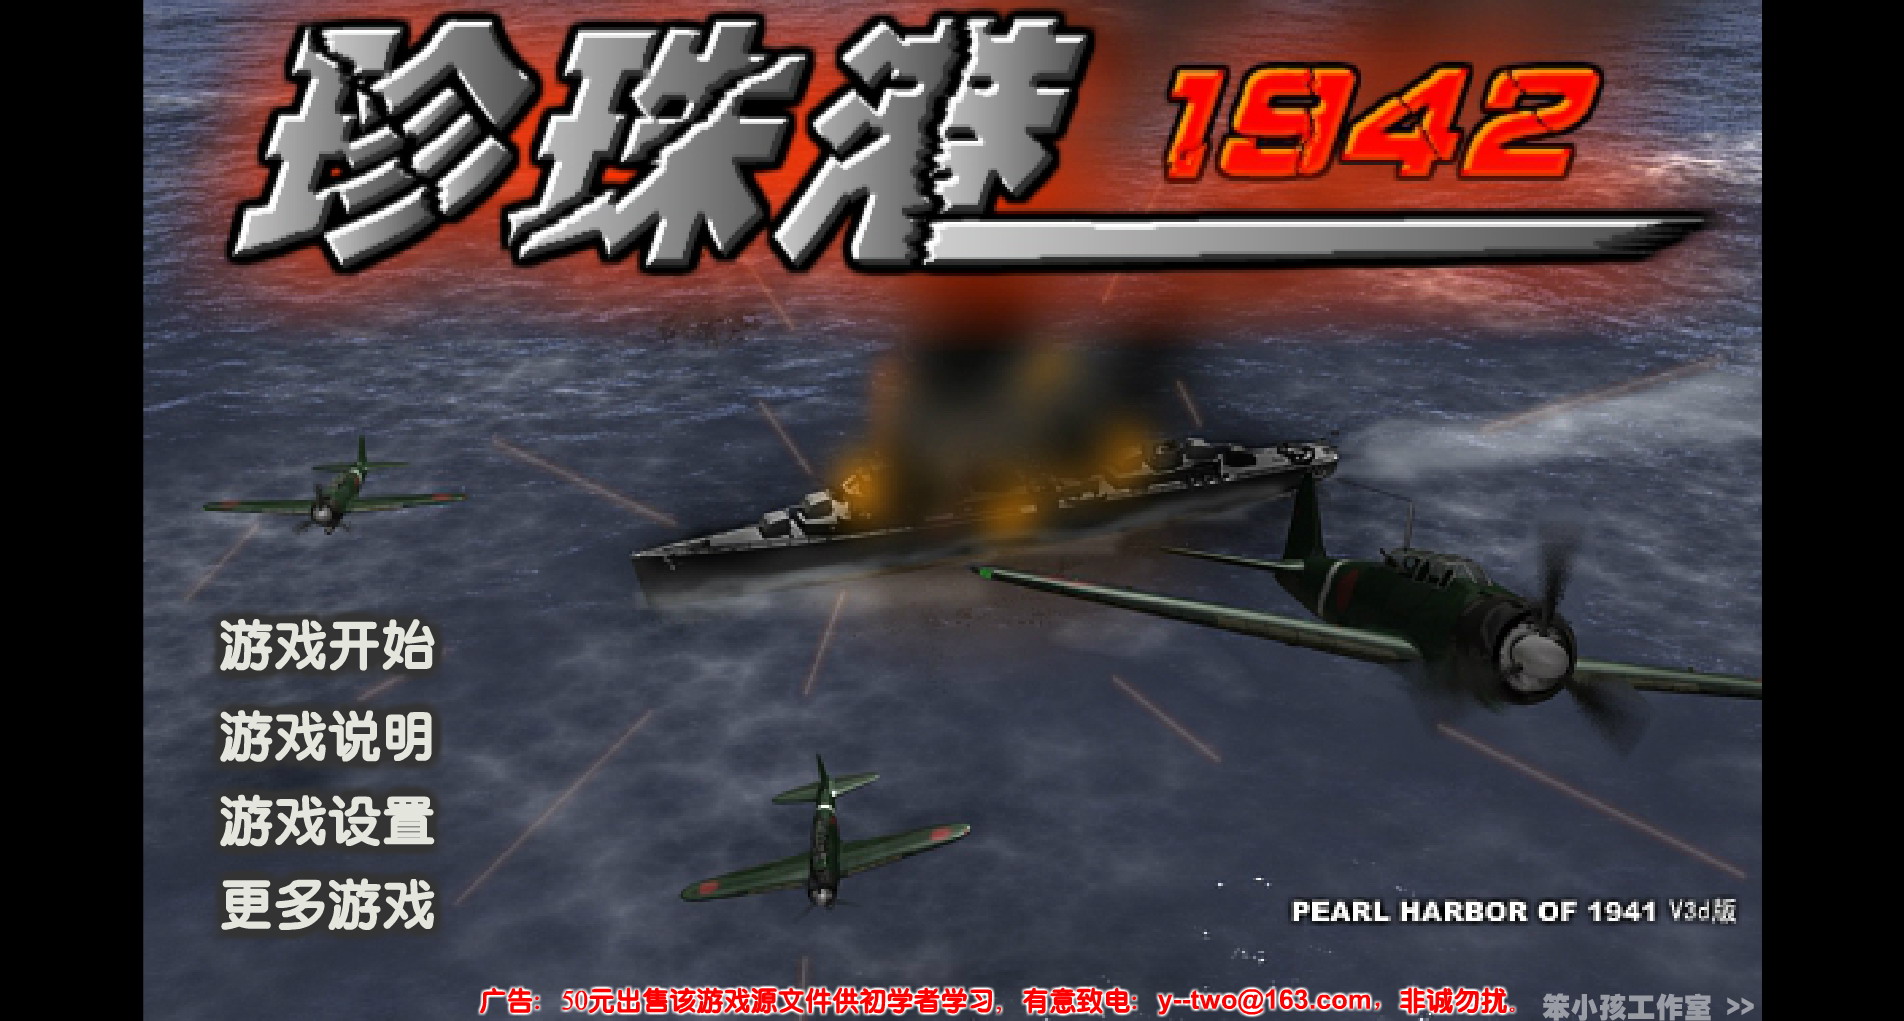 珍珠港 1942
游戏开始
游戏说明
游戏设置
更多游戏
PEARL HARBOR OF 1941 V3d版
广告：50元出售该游戏源文件供初学者学习，有意致电：y--two@163.com，非诚勿扰。
笨小孩工作室 >>